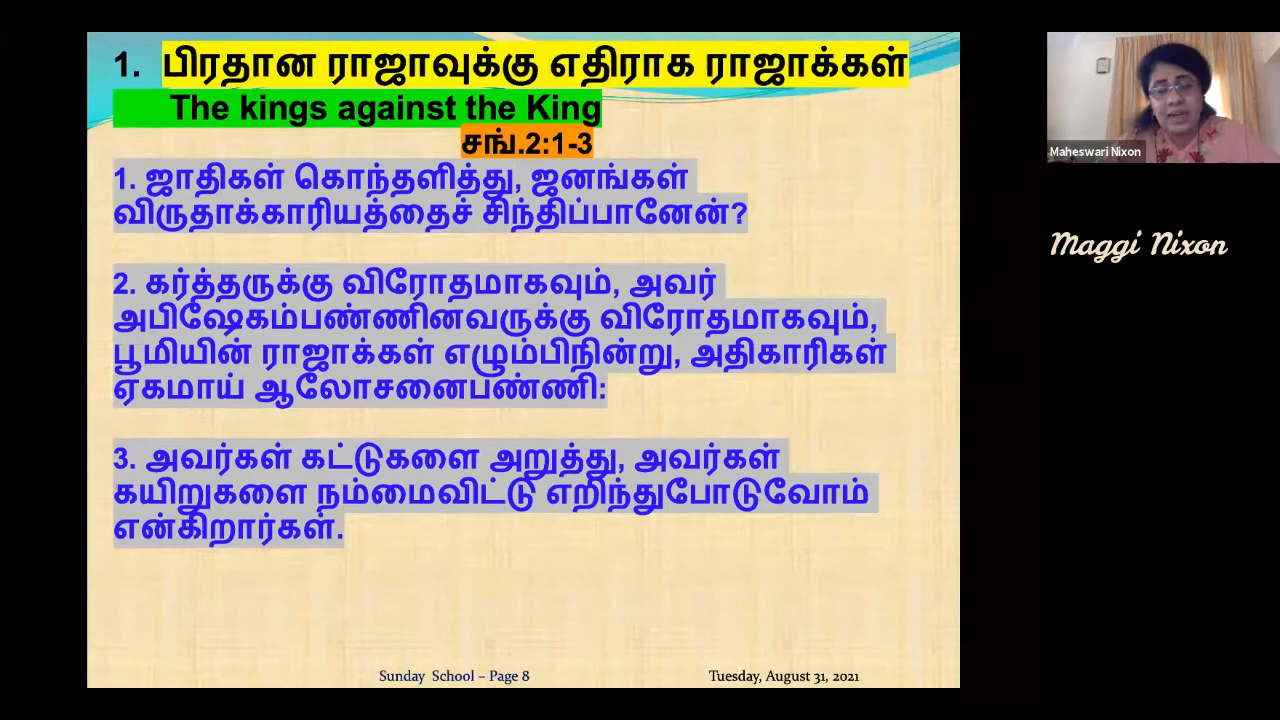 1. பிரதான ராஜாவுக்கு எதிராக ராஜாக்கள்
The kings against the King
சங்.2:1-3
1. ஜாதிகள் கொந்தளித்து, ஜனங்கள்
விருதாக்காரியத்தைச் சிந்திப்பானேன்?
2. கர்த்தருக்கு விரோதமாகவும், அவர்
அபிஷேகம்பண்ணினவருக்கு விரோதமாகவும்,
பூமியின் ராஜாக்கள் எழும்பிநின்று, அதிகாரிகள்
ஏகமாய் ஆலோசனைபண்ணி:
3. அவர்கள் கட்டுகளை அறுத்து, அவர்கள்
கயிறுகளை நம்மைவிட்டு எறிந்துபோடுவோம்
என்கிறார்கள்.
Sunday School – Page 8
Tuesday, August 31, 2021
Maheswari Nixon
Maggi Nixon